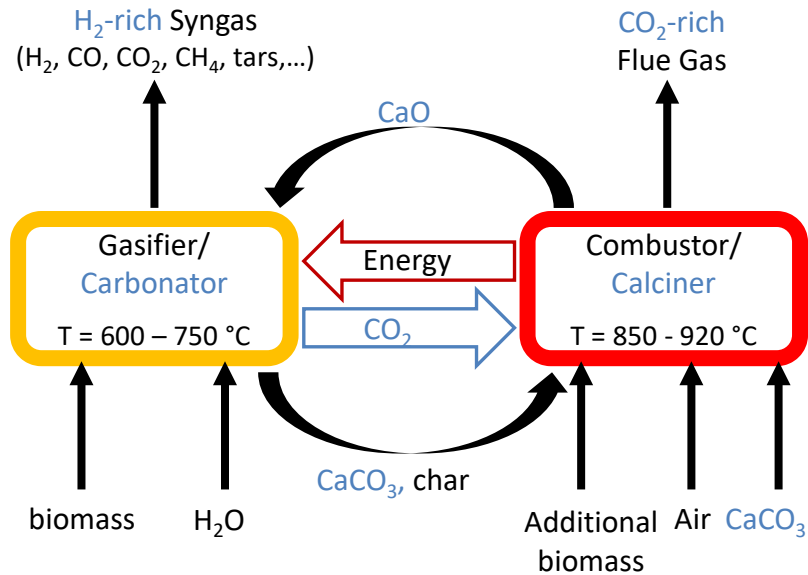 H₂-rich Syngas
(H₂, CO, CO₂, CH₄, tars,...)
CO₂-rich
Flue Gas
CaO
Gasifier/
Carbonator
T = 600 – 750 °C
Energy
CO₂
Combustor/
Calciner
T = 850 - 920 °C
CaCO₃, char
biomass
H₂O
Additional
biomass
Air
CaCO₃